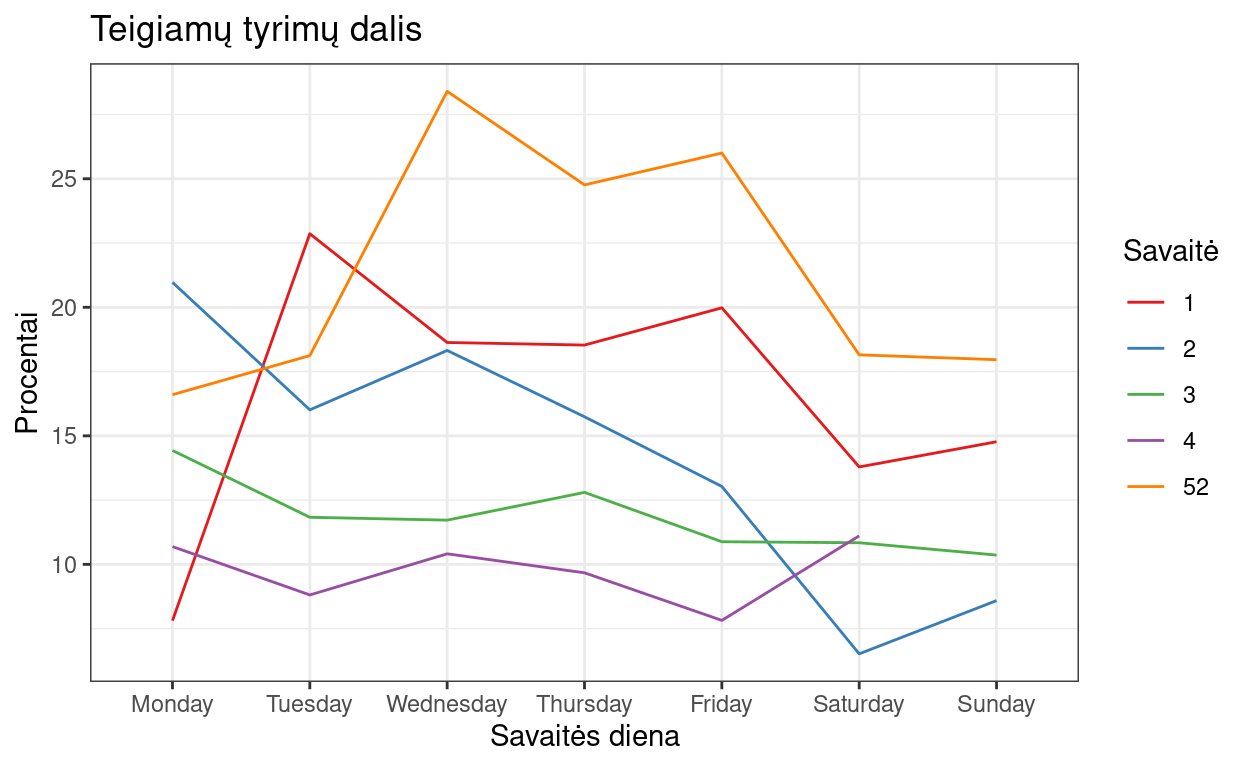 Teigiamų tyrimų dalis
Procentai
25
20
15
10
Monday Tuesday Wednesday Thursday Friday Saturday Sunday
Savaitės diena
Savaitė
1
2
3
4
52